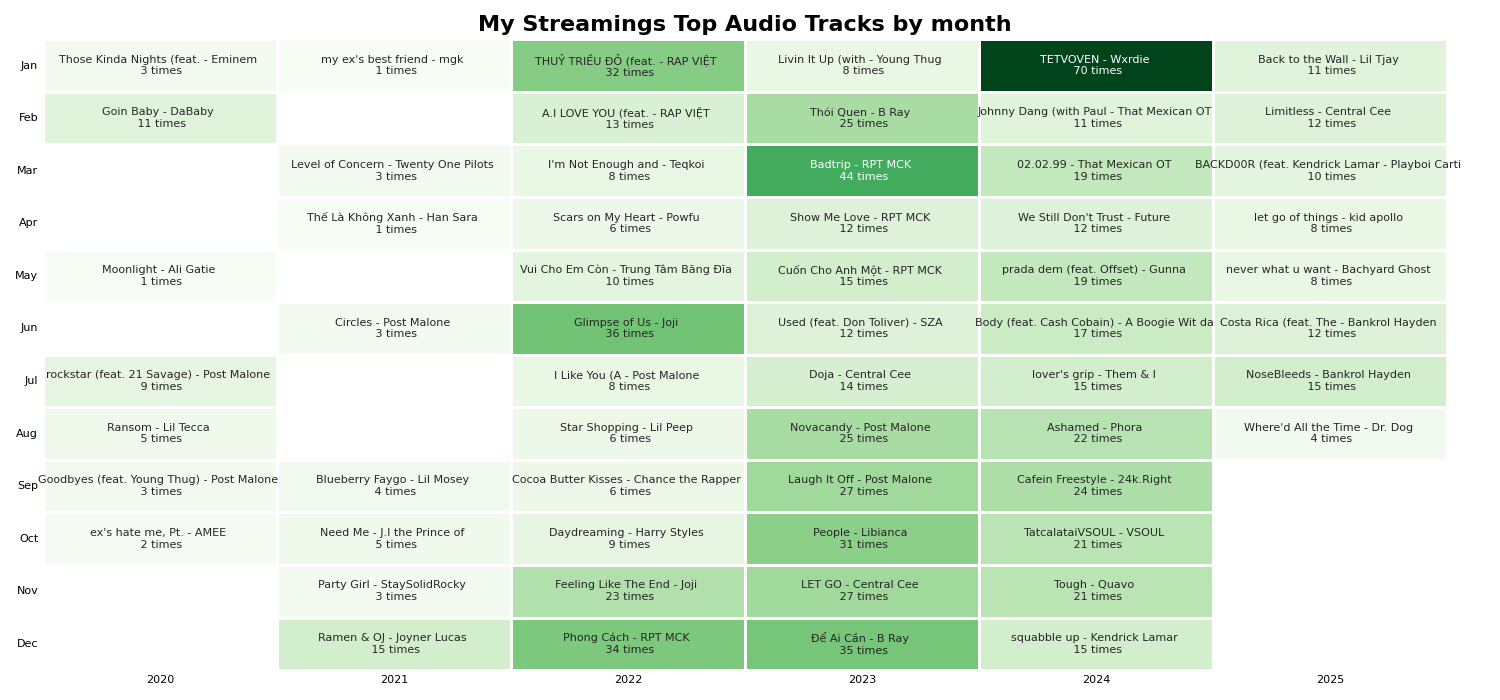 My Streamings Top Audio Tracks by month
Jan
Those Kinda Nights (feat. - Eminem
3 times
my ex's best friend - mgk
1 times
THUỶ TRIỀU ĐỎ (feat. - RAP VIỆT
32 times
Livin It Up (with - Young Thug
8 times
TETVOVEN - Wxrdie
70 times
Back to the Wall - Lil Tjay
11 times
Feb
Goin Baby - DaBaby
11 times
A.I LOVE YOU (feat. - RAP VIỆT
13 times
Thói Quen - B Ray
25 times
Johnny Dang (with Paul - That Mexican OT
11 times
Limitless - Central Cee
12 times
Mar
Level of Concern - Twenty One Pilots
3 times
I'm Not Enough and - Teqkoi
8 times
Badtrip - RPT MCK
44 times
02.02.99 - That Mexican OT
19 times
BACKD00R (feat. Kendrick Lamar - Playboi Carti
10 times
Apr
Thế Là Không Xanh - Han Sara
1 times
Scars on My Heart - Powfu
6 times
Show Me Love - RPT MCK
12 times
We Still Don't Trust - Future
12 times
let go of things - kid apollo
8 times
May
Moonlight - Ali Gatie
1 times
Vui Cho Em Còn - Trung Tâm Băng Đĩa
10 times
Cuốn Cho Anh Một - RPT MCK
15 times
prada dem (feat. Offset) - Gunna
19 times
never what u want - Bachyard Ghost
8 times
Jun
Circles - Post Malone
3 times
Glimpse of Us - Joji
36 times
Used (feat. Don Toliver) - SZA
12 times
Body (feat. Cash Cobain) - A Boogie Wit da
17 times
Costa Rica (feat. The - Bankrol Hayden
12 times
Jul
rockstar (feat. 21 Savage) - Post Malone
9 times
I Like You (A - Post Malone
8 times
Doja - Central Cee
14 times
lover's grip - Them & I
15 times
NoseBleeds - Bankrol Hayden
15 times
Aug
Ransom - Lil Tecca
5 times
Star Shopping - Lil Peep
6 times
Novacandy - Post Malone
25 times
Ashamed - Phora
22 times
Where'd All the Time - Dr. Dog
4 times
Sep
Goodbyes (feat. Young Thug) - Post Malone
3 times
Blueberry Faygo - Lil Mosey
4 times
Cocoa Butter Kisses - Chance the Rapper
6 times
Laugh It Off - Post Malone
27 times
Cafein Freestyle - 24k.Right
24 times
Oct
ex's hate me, Pt. - AMEE
2 times
Need Me - J.I the Prince of
5 times
Daydreaming - Harry Styles
9 times
People - Libianca
31 times
TatcalataiVSOUL - VSOUL
21 times
Nov
Party Girl - StaySolidRocky
3 times
Feeling Like The End - Joji
23 times
LET GO - Central Cee
27 times
Tough - Quavo
21 times
Dec
Ramen & OJ - Joyner Lucas
15 times
Phong Cách - RPT MCK
34 times
Để Ai Cần - B Ray
35 times
squabble up - Kendrick Lamar
15 times
2020
2021
2022
2023
2024
2025